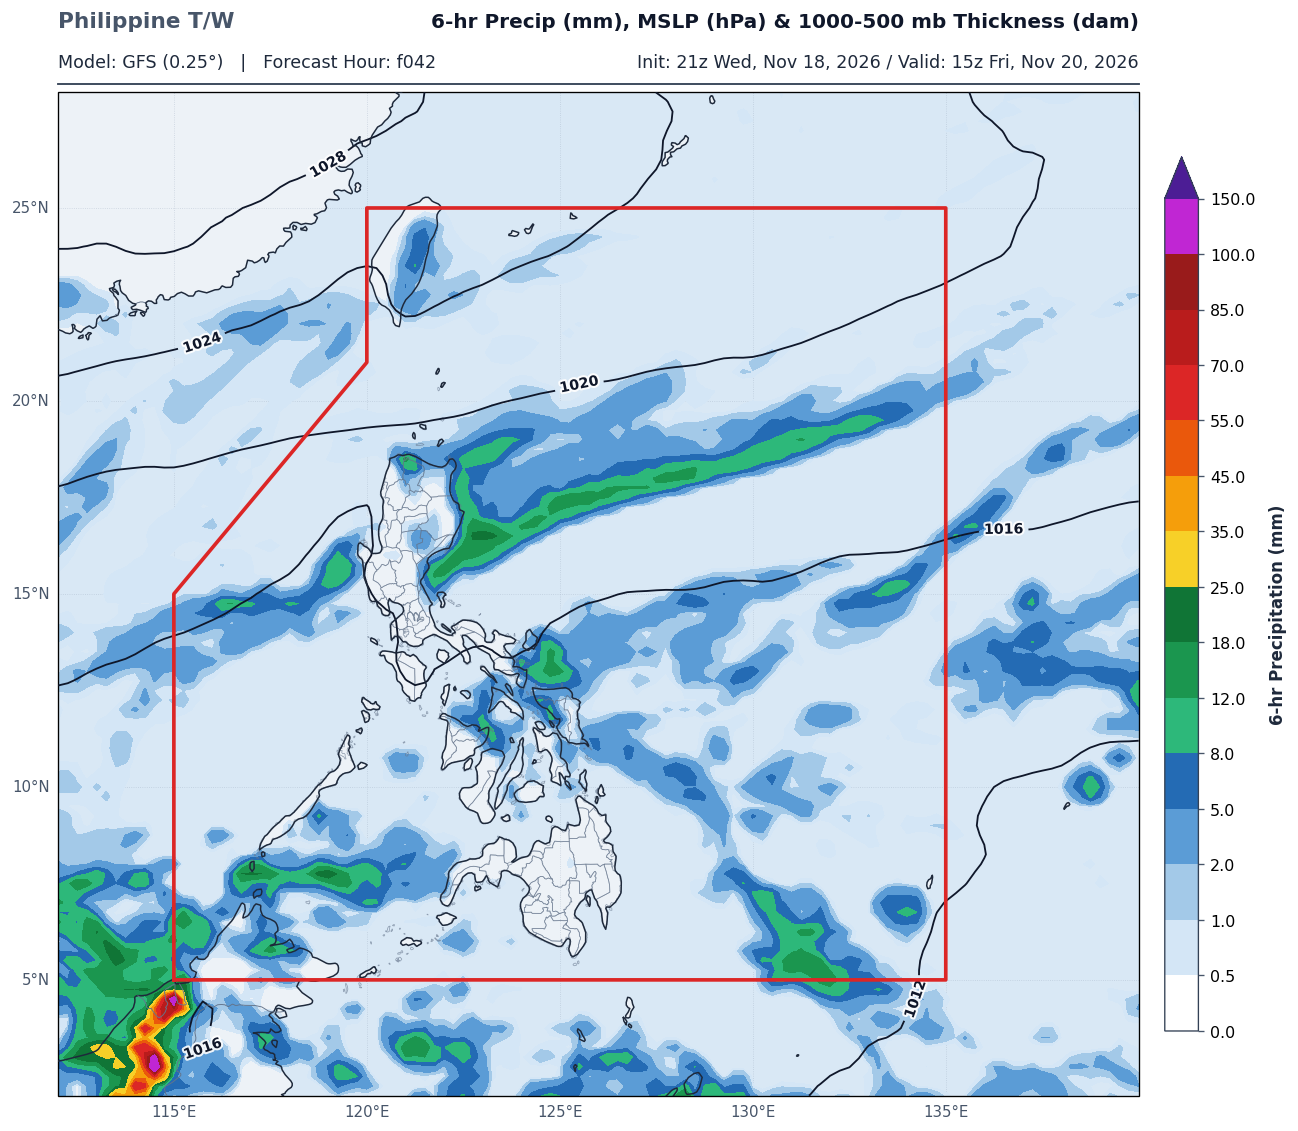 Philippine T/W
6-hr Precip (mm), MSLP (hPa) & 1000-500 mb Thickness (dam)
Model: GFS (0.25°) | Forecast Hour: f042
Init: 21z Wed, Nov 18, 2026 / Valid: 15z Fri, Nov 20, 2026
1028
1024
1020
1016
1012
1016
25°N
20°N
15°N
10°N
5°N
115°E
120°E
125°E
130°E
135°E
150.0
100.0
85.0
70.0
55.0
45.0
35.0
25.0
18.0
12.0
8.0
5.0
2.0
1.0
0.5
0.0
6-hr Precipitation (mm)